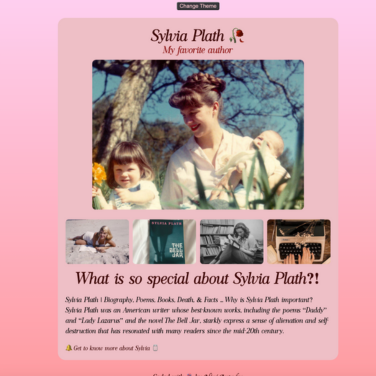 Change Theme
Sylvia Plath
My favorite author
SYLVIA PLATH
THE
BELL
JAR
What is so special about Sylvia Plath?!
Sylvia Plath | Biography, Poems, Books, Death, & Facts ... Why is Sylvia Plath important?
Sylvia Plath was an American writer whose best-known works, including the poems “Daddy”
and “Lady Lazarus” and the novel The Bell Jar, starkly express a sense of alienation and self
destruction that has resonated with many readers since the mid-20th century.
Get to know more about Sylvia